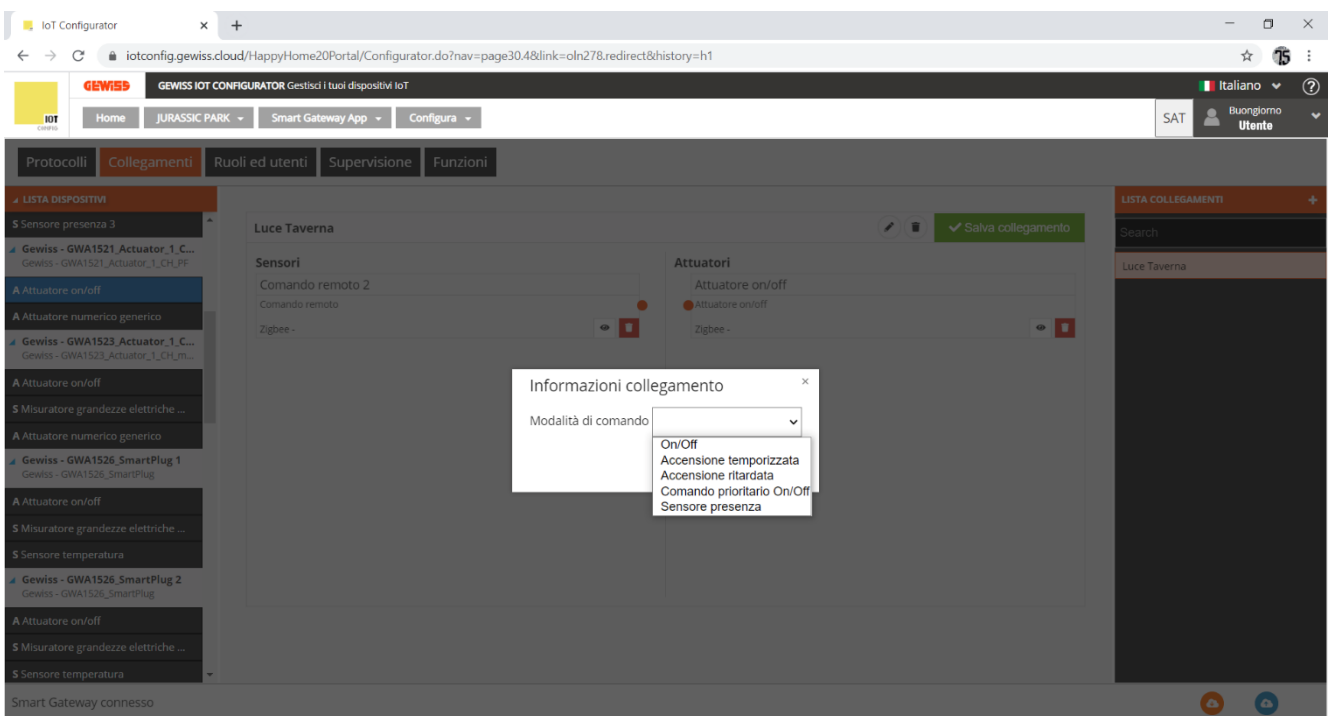 IoT Configurator
iotconfig.gewiss.cloud/HappyHome20Portal/Configurator.do?nav=page30.4&link=oln278.redirect&history=h1
75
GEWISS
GEWISS IOT CONFIGURATOR Gestisci i tuoi dispositivi IoT
Italiano
IOT
CONFIG
Home
JURASSIC PARK
Smart Gateway App
Configura
SAT
Buongiorno
Utente
Protocolli
Collegamenti
Ruoli ed utenti
Supervisione
Funzioni
LISTA DISPOSITIVI
S Sensore presenza 3
Gewiss - GWA1521_Actuator_1_C...
Gewiss - GWA1521_Actuator_1_CH_PF
A Attuatore on/off
A Attuatore numerico generico
Gewiss - GWA1523_Actuator_1_C...
Gewiss - GWA1523_Actuator_1_CH_m...
A Attuatore on/off
S Misuratore grandezze elettriche ...
A Attuatore numerico generico
Gewiss - GWA1526_SmartPlug 1
Gewiss - GWA1526_SmartPlug
A Attuatore on/off
S Misuratore grandezze elettriche ...
S Sensore temperatura
Gewiss - GWA1526_SmartPlug 2
Gewiss - GWA1526_SmartPlug
A Attuatore on/off
S Misuratore grandezze elettriche ...
S Sensore temperatura
Luce Taverna
Salva collegamento
Sensori
Comando remoto 2
Comando remoto
Zigbee -
Attuatori
Attuatore on/off
Attuatore on/off
Zigbee -
Informazioni collegamento
×
Modalità di comando
On/Off
Accensione temporizzata
Accensione ritardata
Comando prioritario On/Off
Sensore presenza
LISTA COLLEGAMENTI
+
Search
Luce Taverna
Smart Gateway connesso